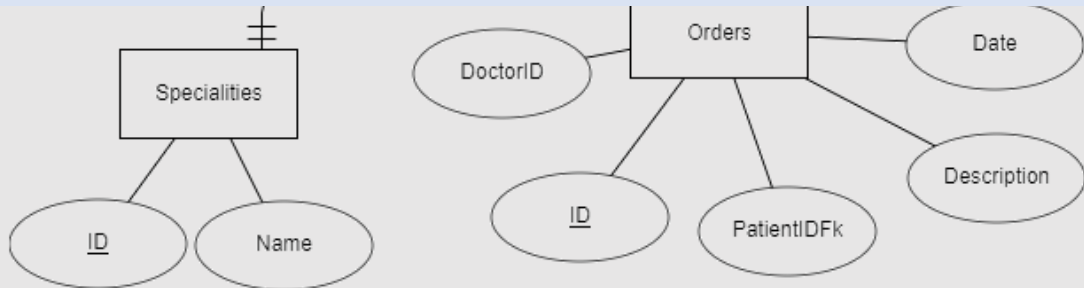 Orders
Date
DoctorID
Specialities
Description
ID
PatientIDFk
ID
Name